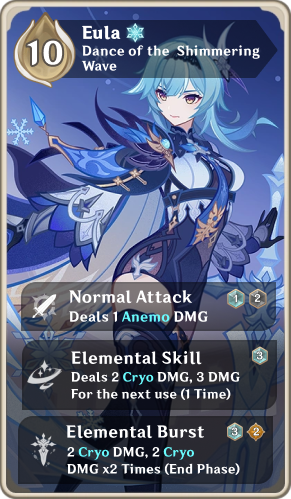 10
Eula
Dance of the Shimmering
Wave
Normal Attack 1 2
Deals 1 Anemo DMG
Elemental Skill 3
Deals 2 Cryo DMG, 3 DMG
For the next use (1 Time)
Elemental Burst 3 2
2 Cryo DMG, 2 Cryo
DMG x2 Times (End Phase)